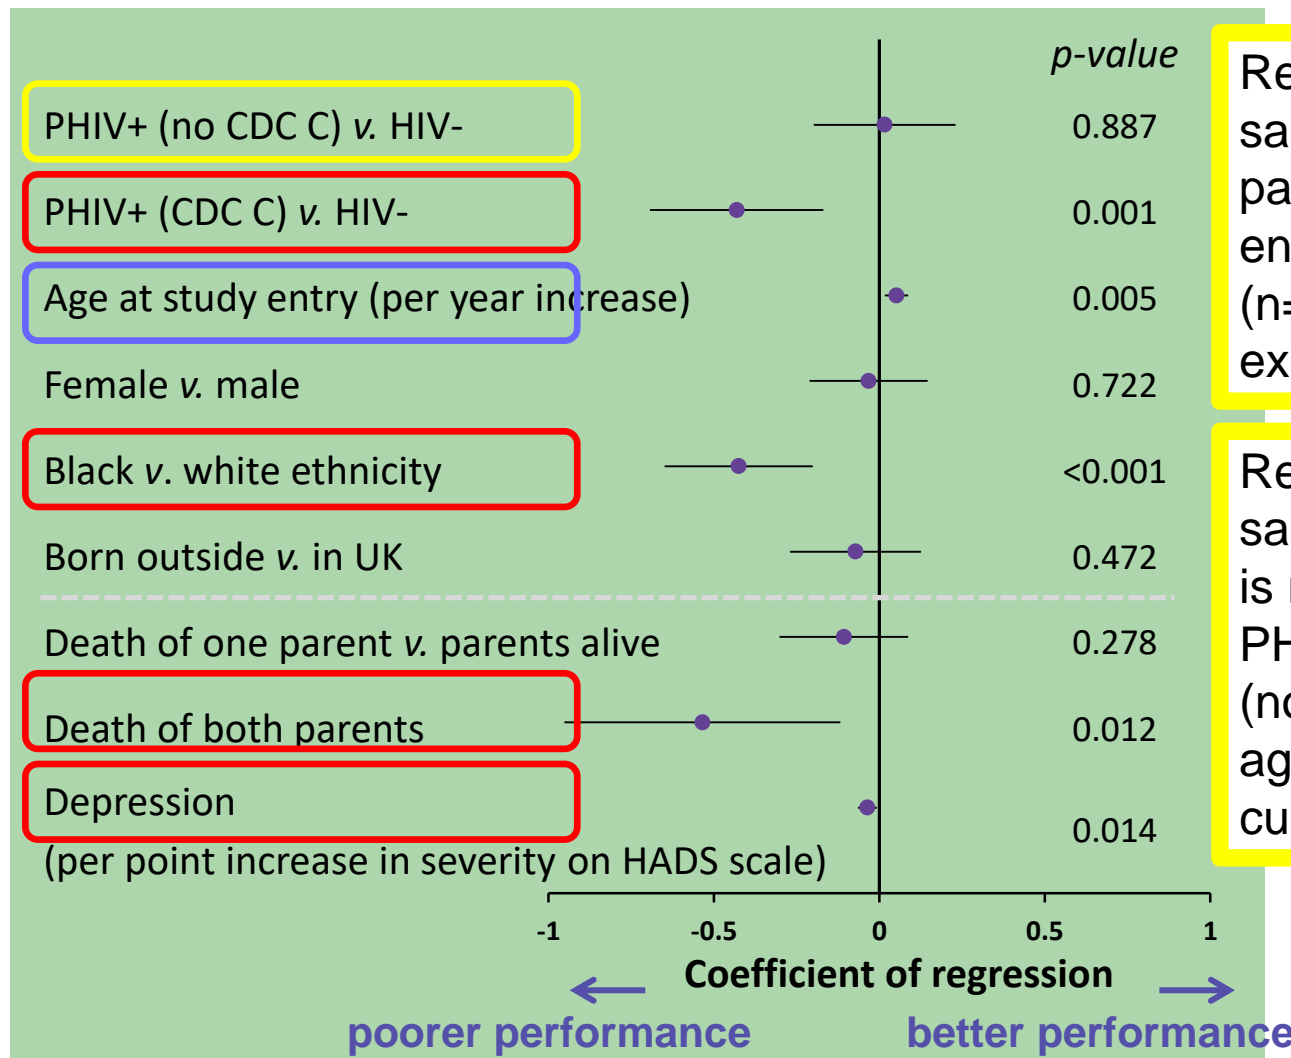 p-value
PHIV+ (no CDC C) v. HIV- 0.887
PHIV+ (CDC C) v. HIV- 0.001
Age at study entry (per year increase) 0.005
Female v. male 0.722
Black v. white ethnicity <0.001
Born outside v. in UK 0.472
Death of one parent v. parents alive 0.278
Death of both parents 0.012
Depression
(per point increase in severity on HADS scale) 0.014
-1 -0.5 0 0.5 1
Coefficient of regression
poorer performance better performance
(n=
is